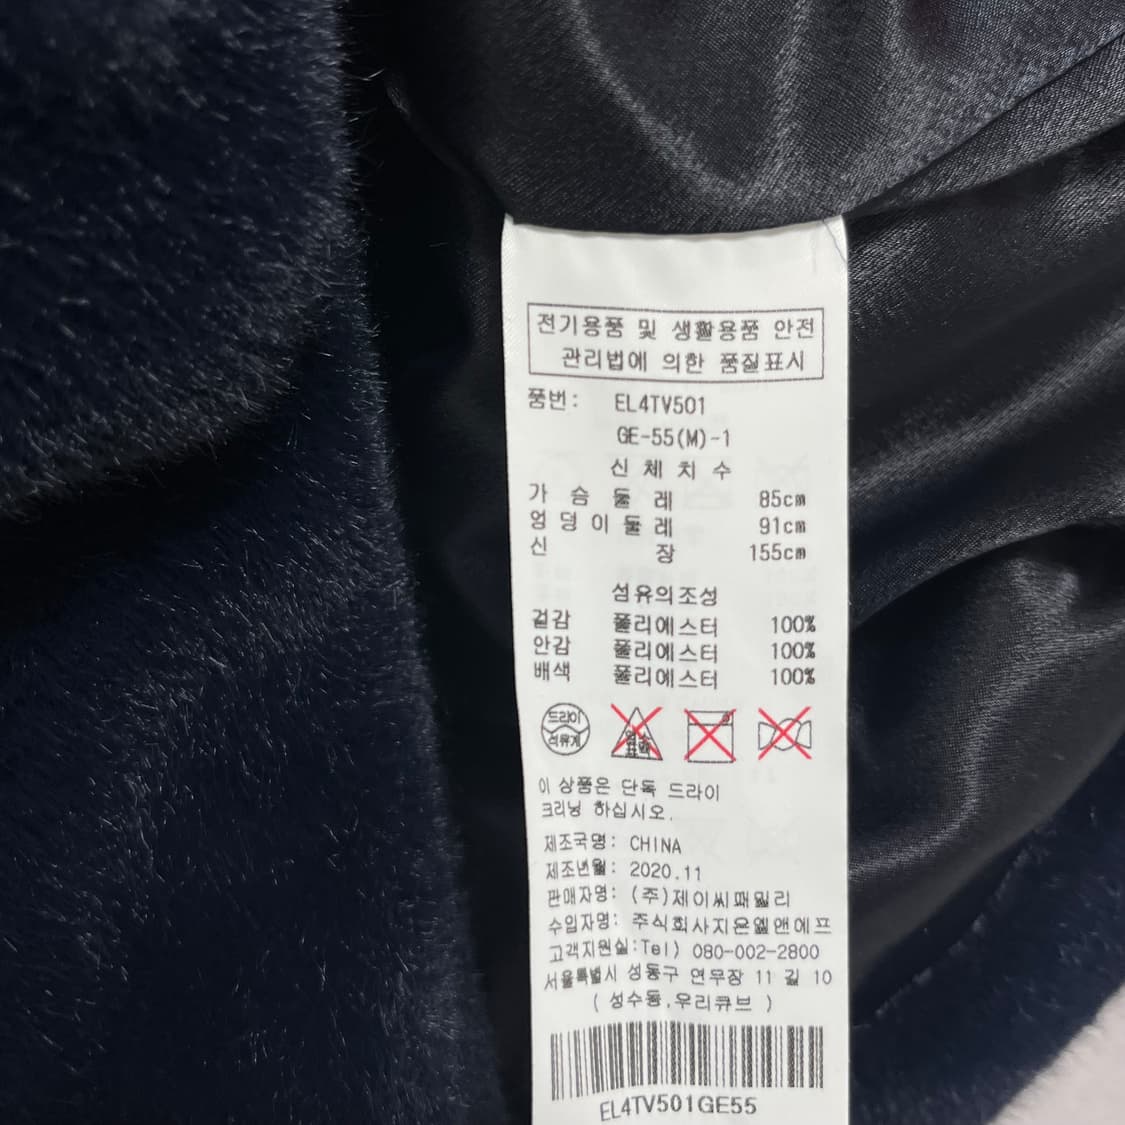 전기용품 및 생활용품 안전
관리법에 의한 품질표시
품번: EL4TV501
GE-55(M)-1
신 체 치 수
가 슴 둘 레 85cm
엉 덩 이 둘 레 91cm
신 장 155cm
섬유의조성
겉감 폴리에스터 100%
안감 폴리에스터 100%
배색 폴리에스터 100%
드라이
석유계
염소
표백
이 상품은 단독 드라이
크리닝 하십시오.
제조국명: CHINA
제조년월: 2020.11
판매자명: (주)제이씨패밀리
수입자명: 주식회사지온엘앤에프
고객지원실:Tel) 080-002-2800
서울특별시 성동구 연무장 11 길 10
( 성수동,우리큐브 )
EL4TV501GE55